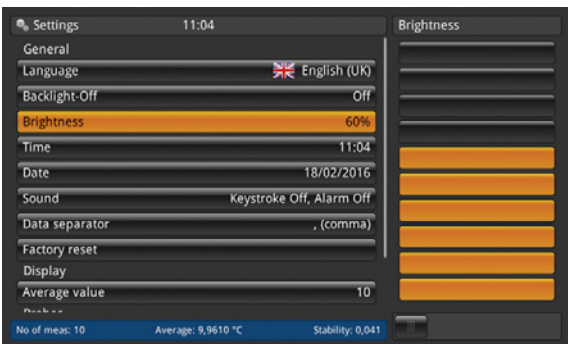 Settings 11:04 Brightness
General
Language English (UK)
Backlight-Off Off
Brightness 60%
Time 11:04
Date 18/02/2016
Sound Keystroke Off, Alarm Off
Data separator , (comma)
Factory reset
Display
Average value 10
No of meas: 10 Average: 9,9610 °C Stability: 0,041